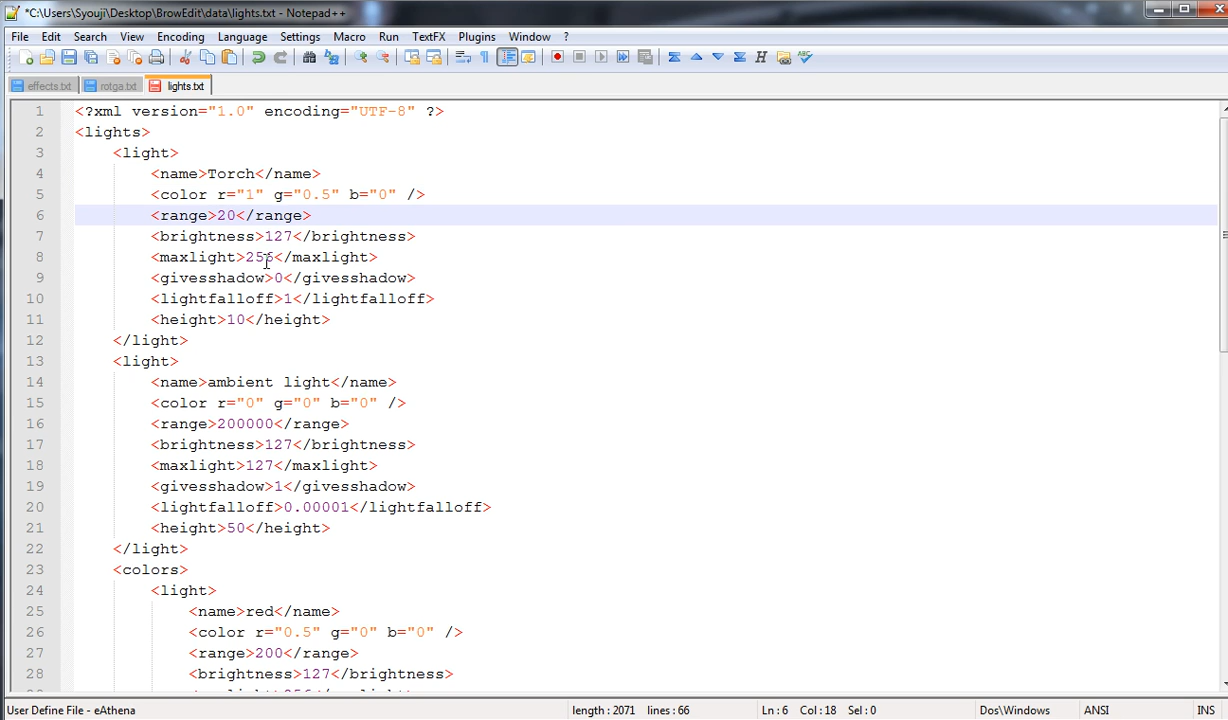 *C:\Users\Syouji\Desktop\BrowEdit\data\lights.txt - Notepad++
File Edit Search View Encoding Language Settings Macro Run TextFX Plugins Window ?
effects.txt rotga.txt lights.txt
1 <?xml version="1.0" encoding="UTF-8" ?>
2 <lights>
3 <light>
4 <name>Torch</name>
5 <color r="1" g="0.5" b="0" />
6 <range>20</range>
7 <brightness>127</brightness>
8 <maxlight>256</maxlight>
9 <givesshadow>0</givesshadow>
10 <lightfalloff>1</lightfalloff>
11 <height>10</height>
12 </light>
13 <light>
14 <name>ambient light</name>
15 <color r="0" g="0" b="0" />
16 <range>200000</range>
17 <brightness>127</brightness>
18 <maxlight>127</maxlight>
19 <givesshadow>1</givesshadow>
20 <lightfalloff>0.00001</lightfalloff>
21 <height>50</height>
22 </light>
23 <colors>
24 <light>
25 <name>red</name>
26 <color r="0.5" g="0" b="0" />
27 <range>200</range>
28 <brightness>127</brightness>
User Define File - eAthena length : 2071 lines : 66 Ln : 6 Col : 18 Sel : 0 Dos\Windows ANSI INS